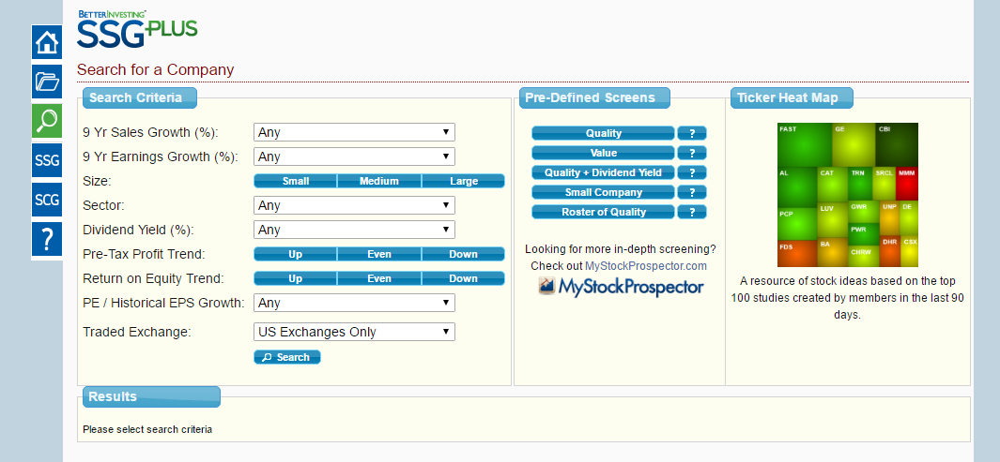 BETTERINVESTING™
SSGPLUS
Search for a Company
SSG
SCG
?
Search Criteria
9 Yr Sales Growth (%): Any
9 Yr Earnings Growth (%): Any
Size: Small Medium Large
Sector: Any
Dividend Yield (%): Any
Pre-Tax Profit Trend: Up Even Down
Return on Equity Trend: Up Even Down
PE / Historical EPS Growth: Any
Traded Exchange: US Exchanges Only
Search
Pre-Defined Screens
Quality ?
Value ?
Quality + Dividend Yield ?
Small Company ?
Roster of Quality ?
Looking for more in-depth screening?
Check out MyStockProspector.com
MyStockProspector
Ticker Heat Map
FAST GE CBI
AL CAT TRN SRCL MMM
PCP LUV GWR UNP DE
PWR
FDS BA CHRW DHR CSX
A resource of stock ideas based on the top
100 studies created by members in the last 90
days.
Results
Please select search criteria